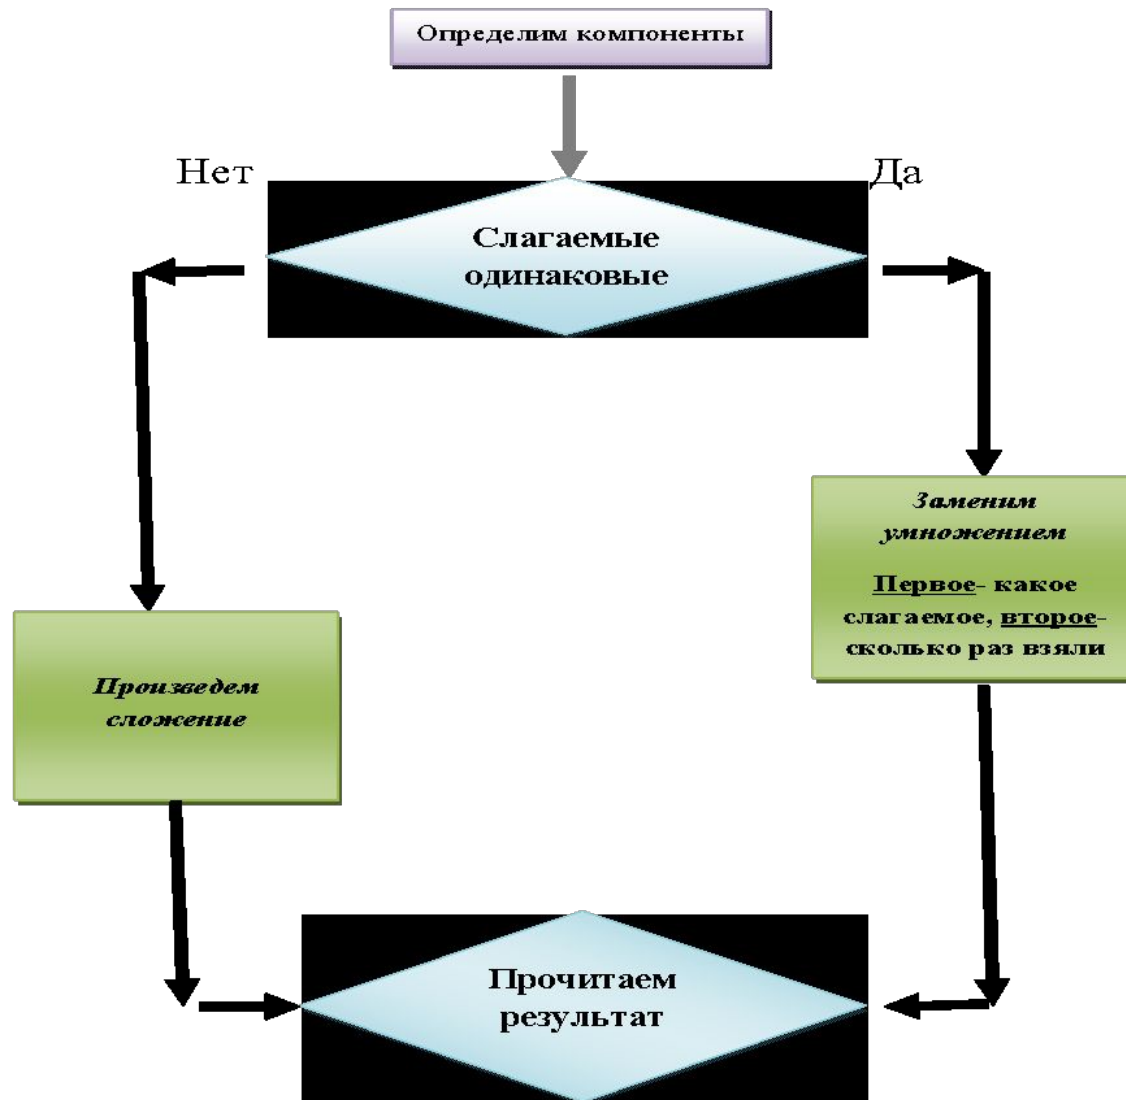 Определим компоненты
Нет
Да
Слагаемые
одинаковые
Заменим
умножением
Первое- какое
слагаемое, второе-
сколько раз взяли
Произведем
сложение
Прочитаем
результат